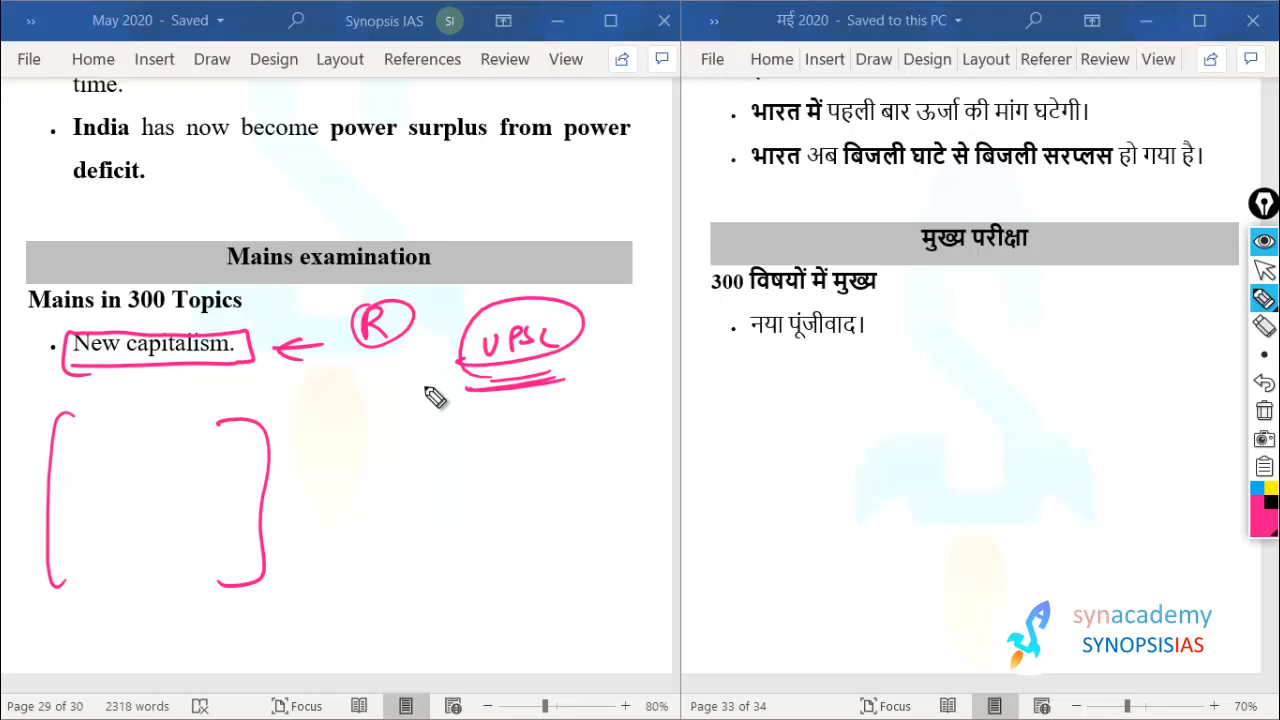 May 2020 - Saved
Synopsis IAS
SI
File Home Insert Draw Design Layout References Review View
time.
• India has now become power surplus from power
deficit.
Mains examination
Mains in 300 Topics
• New capitalism.
R
UPSC
Page 29 of 30 2318 words Focus 80%
मई 2020 - Saved to this PC
File Home Insert Draw Design Layout Referer Review View
• भारत में पहली बार ऊर्जा की मांग घटेगी।
• भारत अब बिजली घाटे से बिजली सरप्लस हो गया है।
मुख्य परीक्षा
300 विषयों में मुख्य
• नया पूंजीवाद।
synacademy
SYNOPSISIAS
Page 33 of 34 Focus 70%